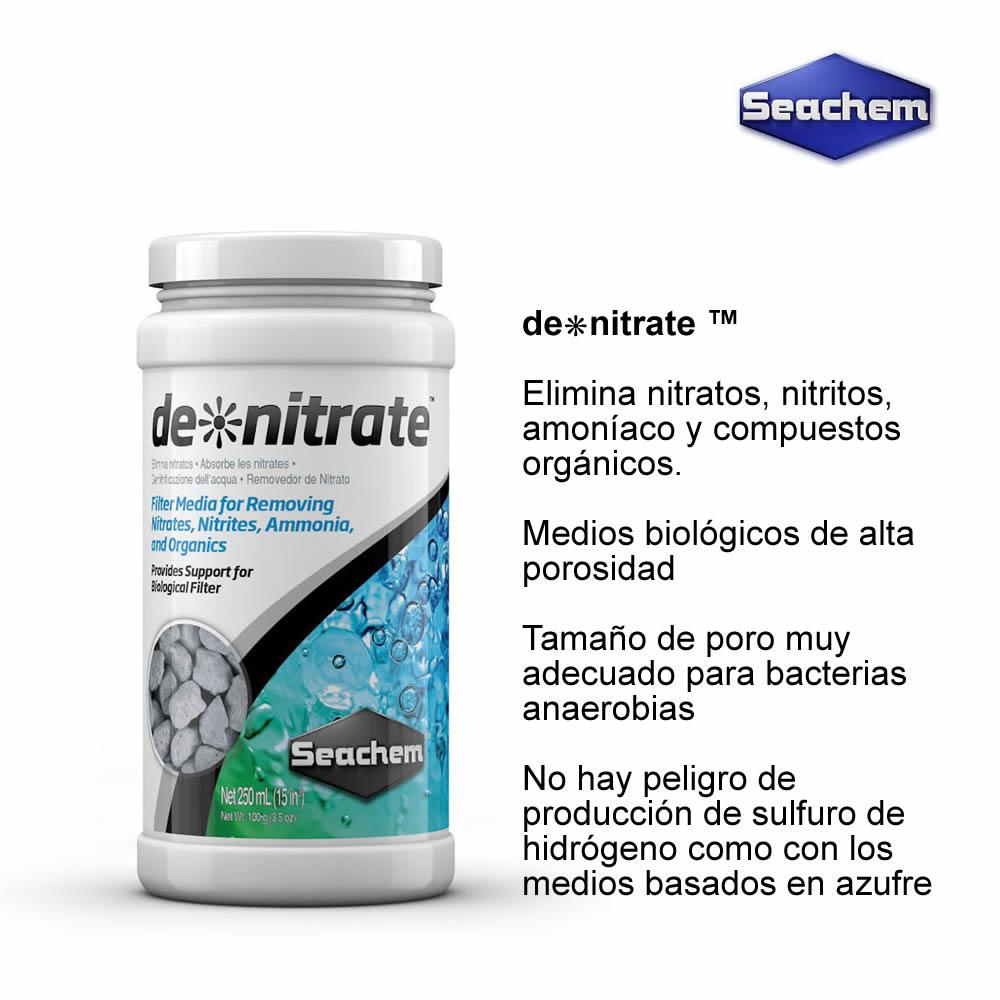 Seachem
de*nitrate™
Elimina nitratos • Absorbe les nitrates •
Denitrificazione dell'acqua • Removedor de Nitrato
Filter Media for Removing
Nitrates, Nitrites, Ammonia,
and Organics
Provides Support for
Biological Filter
Seachem®
Net 250 mL (15 in³)
Net Wt. 100 g (3.5 oz)
de*nitrate ™
Elimina nitratos, nitritos,
amoníaco y compuestos
orgánicos.
Medios biológicos de alta
porosidad
Tamaño de poro muy
adecuado para bacterias
anaerobias
No hay peligro de
producción de sulfuro de
hidrógeno como con los
medios basados en azufre